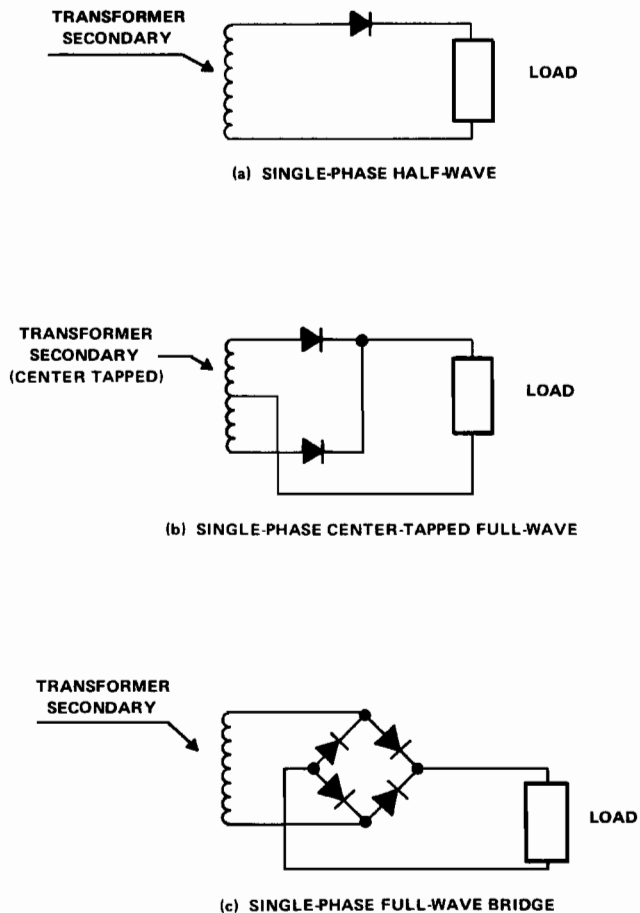 TRANSFORMER
SECONDARY
LOAD
(a) SINGLE-PHASE HALF-WAVE
TRANSFORMER
SECONDARY
(CENTER TAPPED)
LOAD
(b) SINGLE-PHASE CENTER-TAPPED FULL-WAVE
TRANSFORMER
SECONDARY
LOAD
(c) SINGLE-PHASE FULL-WAVE BRIDGE